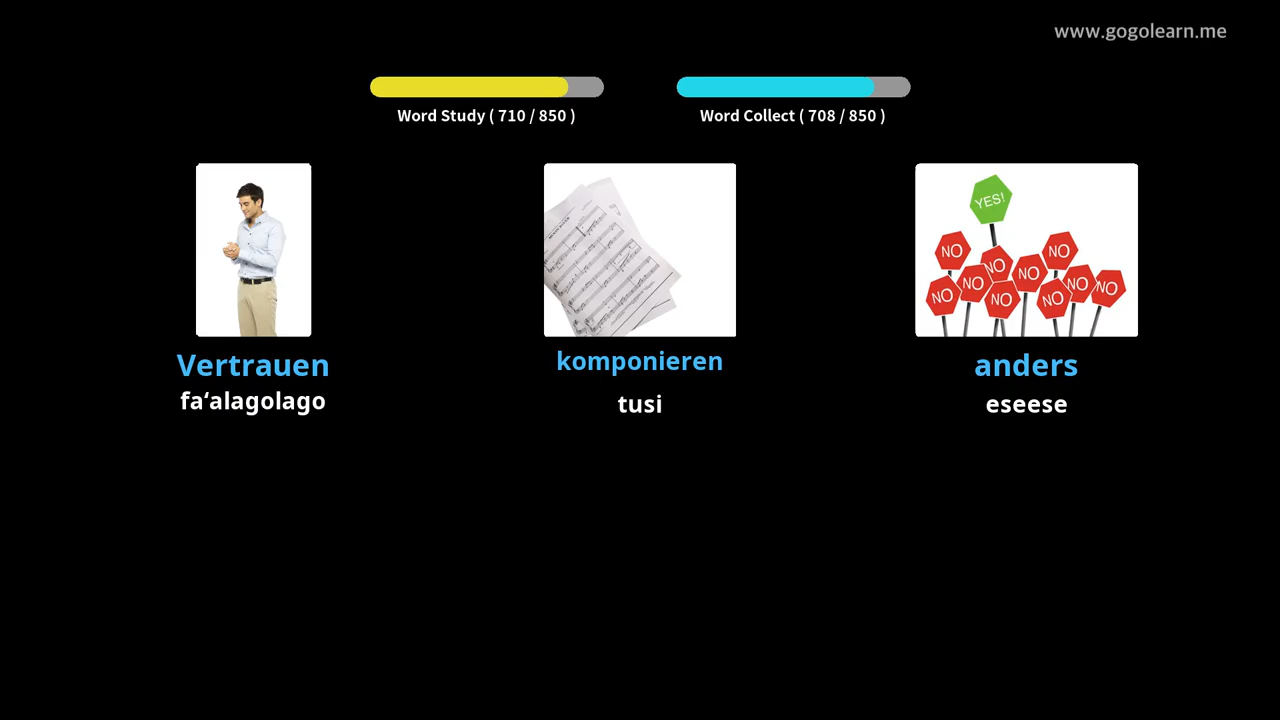 www.gogolearn.me
Word Study ( 710 / 850 )
Word Collect ( 708 / 850 )
YES!
NO
NO
NO
NO
NO
NO
NO
NO
NO
NO
Vertrauen
fa‘alagolago
komponieren
tusi
anders
eseese